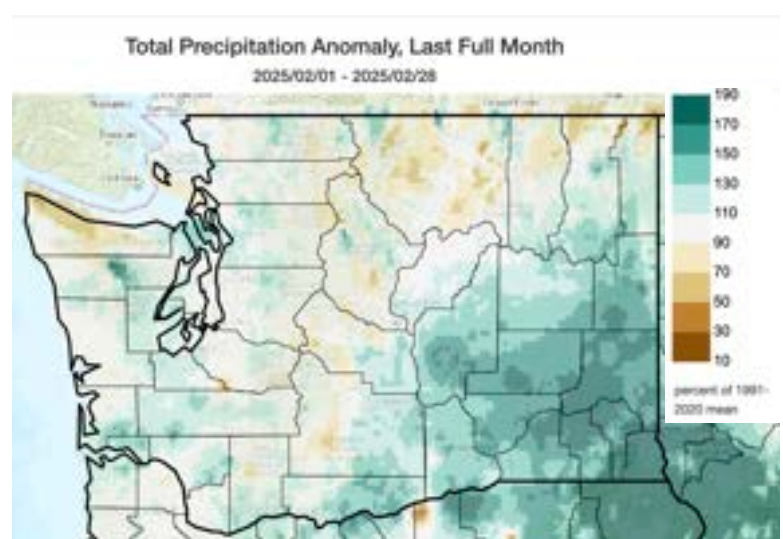 Total Precipitation Anomaly, Last Full Month
2025/02/01 - 2025/02/28
190
170
150
130
110
90
70
50
30
10
percent of 1991-
2020 mean